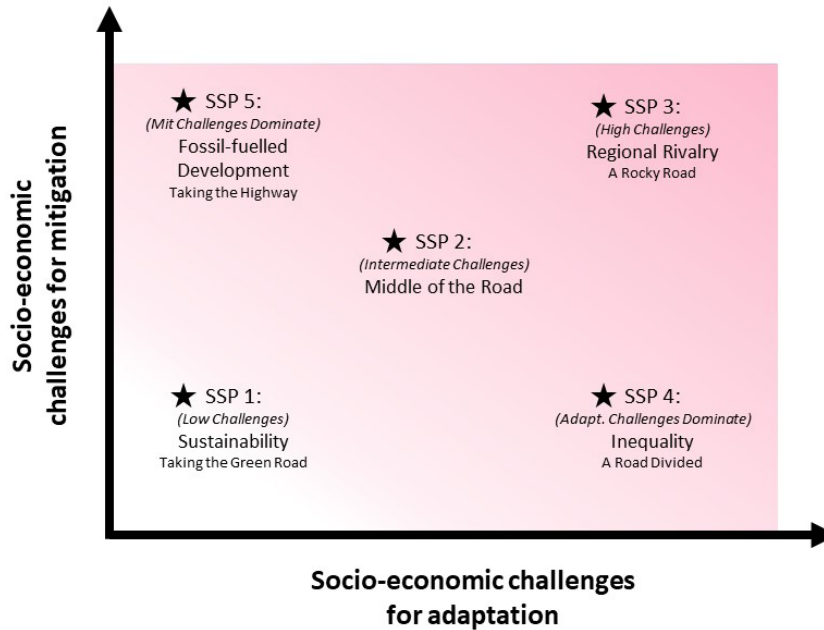 Socio-economic
challenges for mitigation
SSP 5:
(Mit Challenges Dominate)
Fossil-fuelled
Development
Taking the Highway
SSP 3:
(High Challenges)
Regional Rivalry
A Rocky Road
SSP 2:
(Intermediate Challenges)
Middle of the Road
SSP 1:
(Low Challenges)
Sustainability
Taking the Green Road
SSP 4:
(Adapt. Challenges Dominate)
Inequality
A Road Divided
Socio-economic challenges
for adaptation